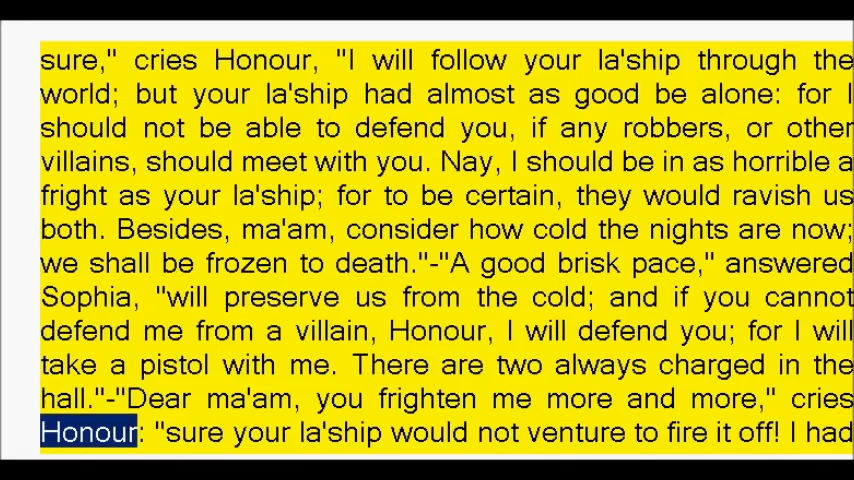 sure," cries Honour, "I will follow your la'ship through the
world; but your la'ship had almost as good be alone: for I
should not be able to defend you, if any robbers, or other
villains, should meet with you. Nay, I should be in as horrible a
fright as your la'ship; for to be certain, they would ravish us
both. Besides, ma'am, consider how cold the nights are now;
we shall be frozen to death."-"A good brisk pace," answered
Sophia, "will preserve us from the cold; and if you cannot
defend me from a villain, Honour, I will defend you; for I will
take a pistol with me. There are two always charged in the
hall."-"Dear ma'am, you frighten me more and more," cries
Honour: "sure your la'ship would not venture to fire it off! I had